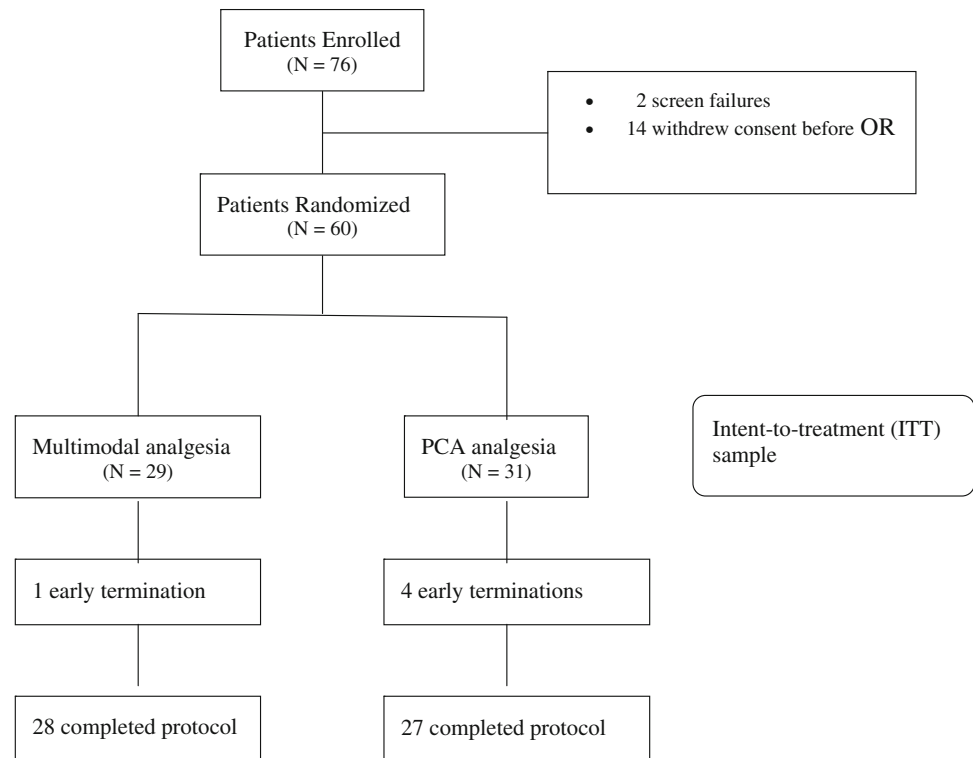 Patients Enrolled
(N = 76)
• 2 screen failures
• 14 withdrew consent before OR
Patients Randomized
(N = 60)
Multimodal analgesia
(N = 29)
PCA analgesia
(N = 31)
Intent-to-treatment (ITT)
sample
1 early termination
4 early terminations
28 completed protocol
27 completed protocol